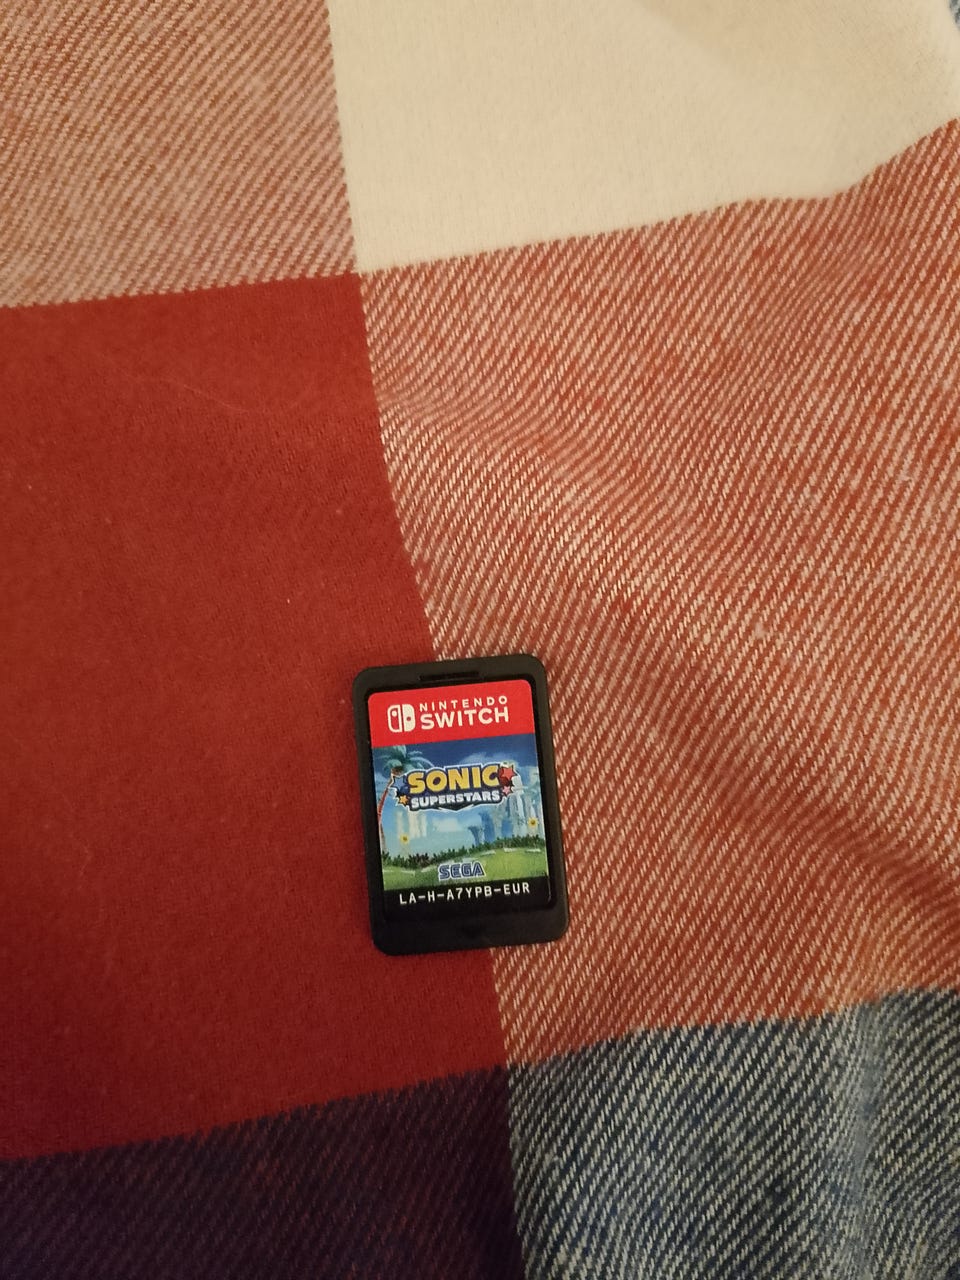 NINTENDO
SWITCH
SONIC
SUPERSTARS
SEGA
LA-H-A7YPB-EUR